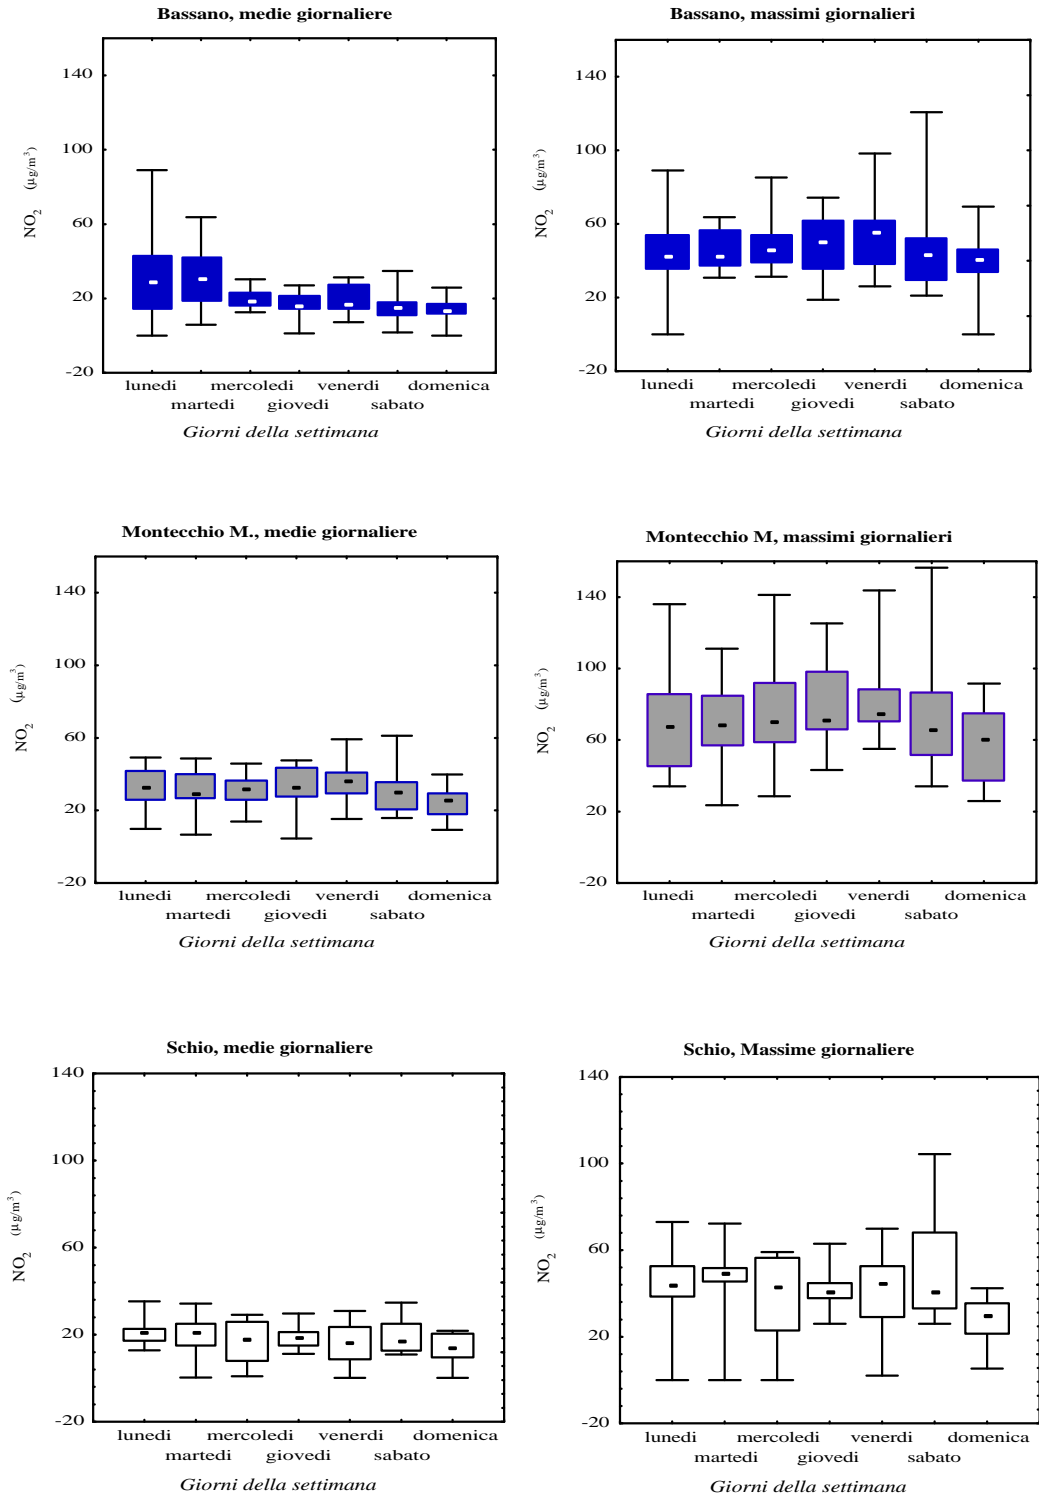 Bassano, medie giornaliere
140
100
60
20
-20
NO2 (µg/m3)
lunedi mercoledi venerdi domenica
martedi giovedi sabato
Giorni della settimana
Bassano, massimi giornalieri
140
100
60
20
-20
NO2 (µg/m3)
lunedi mercoledi venerdi domenica
martedi giovedi sabato
Giorni della settimana
Montecchio M., medie giornaliere
140
100
60
20
-20
NO2 (µg/m3)
lunedi mercoledi venerdi domenica
martedi giovedi sabato
Giorni della settimana
Montecchio M, massimi giornalieri
140
100
60
20
-20
NO2 (µg/m3)
lunedi mercoledi venerdi domenica
martedi giovedi sabato
Giorni della settimana
Schio, medie giornaliere
140
100
60
20
-20
NO2 (µg/m3)
lunedi mercoledi venerdi domenica
martedi giovedi sabato
Giorni della settimana
Schio, Massime giornaliere
140
100
60
20
-20
NO2 (µg/m3)
lunedi mercoledi venerdi domenica
martedi giovedi sabato
Giorni della settimana